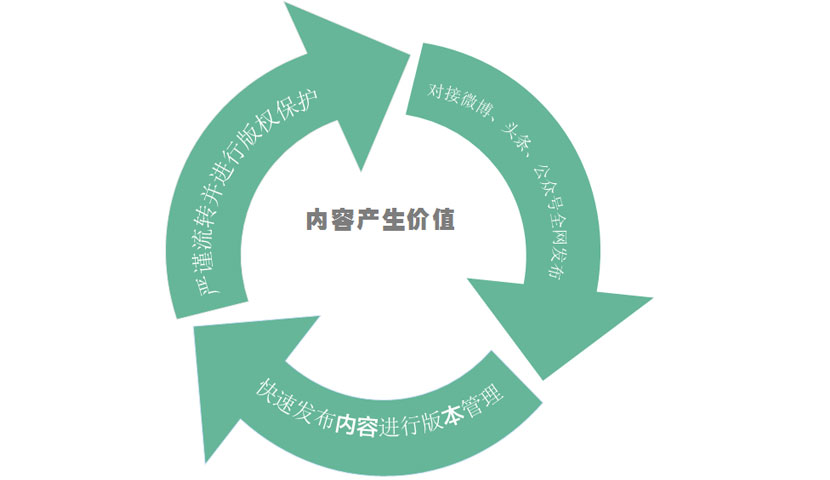 严谨流转并进行版权保护
对接微博、头条、公众号全网发布
内容产生价值
快速发布内容进行版本管理